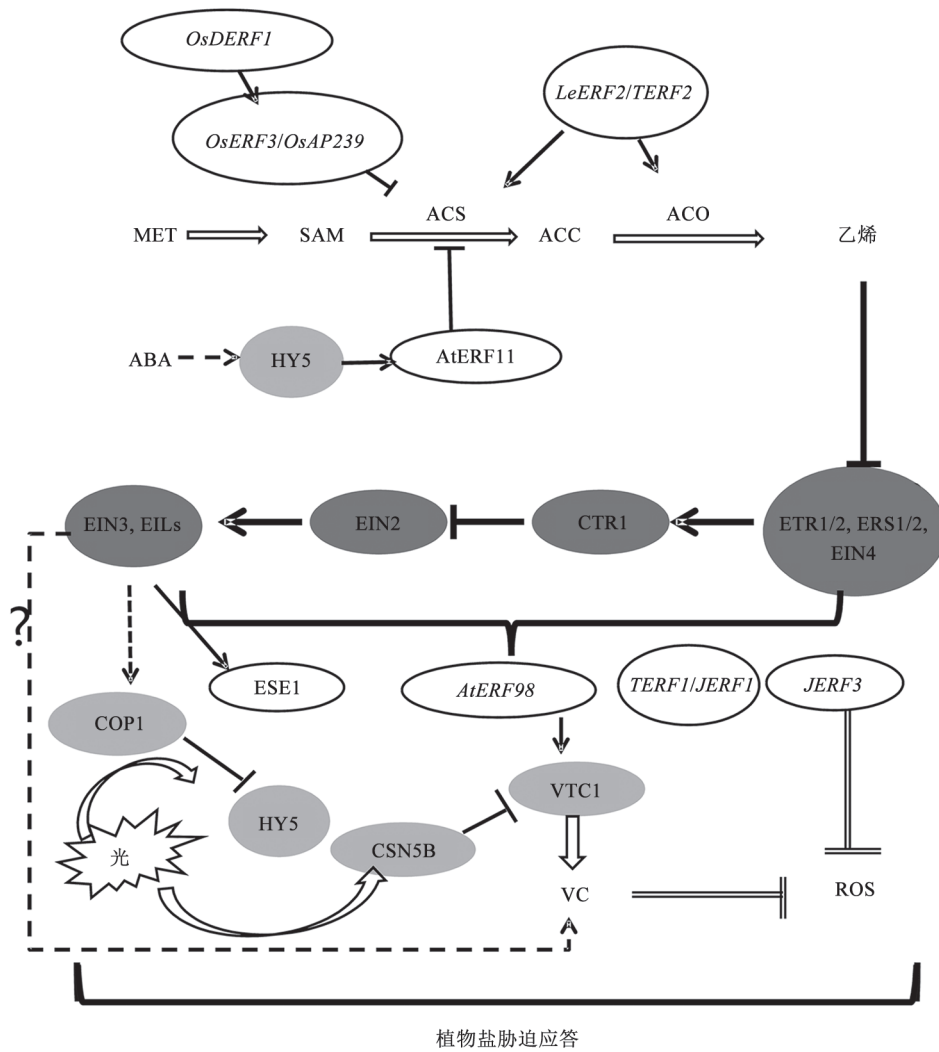 OsDERF1
LeERF2/TERF2
OsERF3/OsAP239
ACS
ACO
MET
SAM
ACC
乙烯
ABA
HY5
AtERF11
EIN3, EILs
EIN2
CTR1
ETR1/2, ERS1/2,
EIN4
?
ESE1
AtERF98
TERF1/JERF1
JERF3
COP1
VTC1
HY5
CSN5B
光
VC
ROS
植物盐胁迫应答